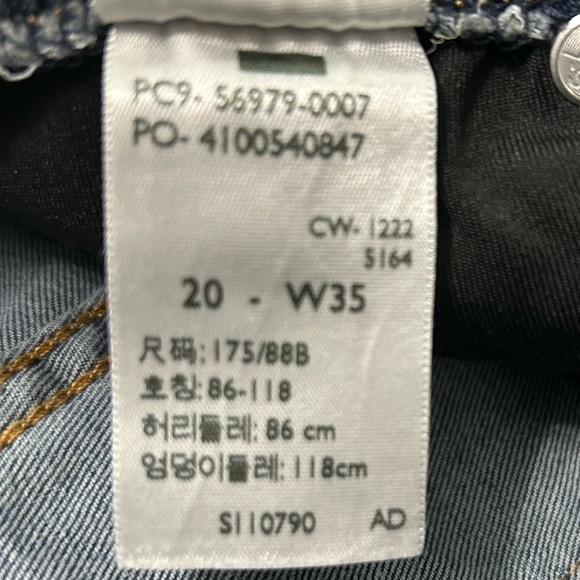 PC9- 56979-0007
PO- 4100540847
CW- 1222
5164
20 - W35
尺码:175/88B
호칭:86-118
허리둘레: 86 cm
엉덩이둘레:118cm
S110790 AD